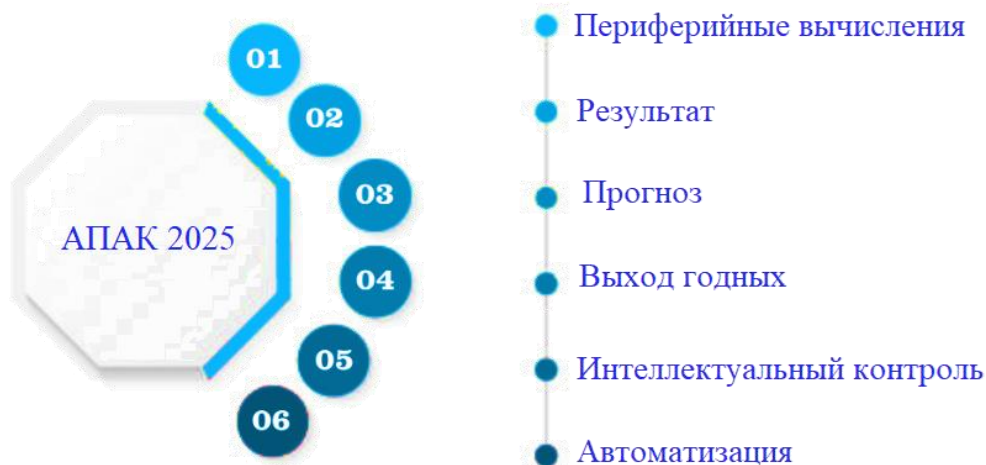 АПАК 2025
01
02
03
04
05
06
Периферийные вычисления
Результат
Прогноз
Выход годных
Интеллектуальный контроль
Автоматизация